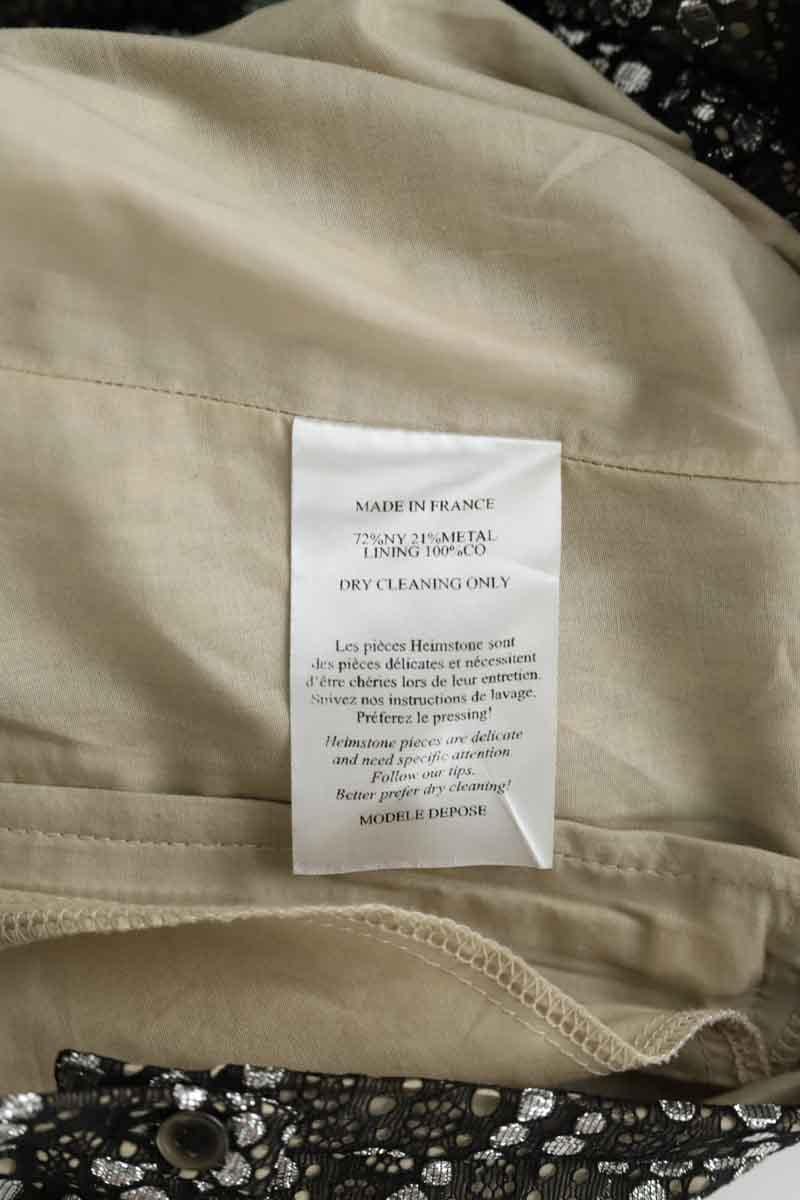 MADE IN FRANCE
72%NY 21%METAL
LINING 100%CO
DRY CLEANING ONLY
Les pièces Heimstone sont
des pièces délicates et nécessitent
d'être chéries lors de leur entretien.
Suivez nos instructions de lavage.
Préferez le pressing!
Heimstone pieces are delicate
and need specific attention
Follow our tips.
Better prefer dry cleaning!
MODELE DEPOSE